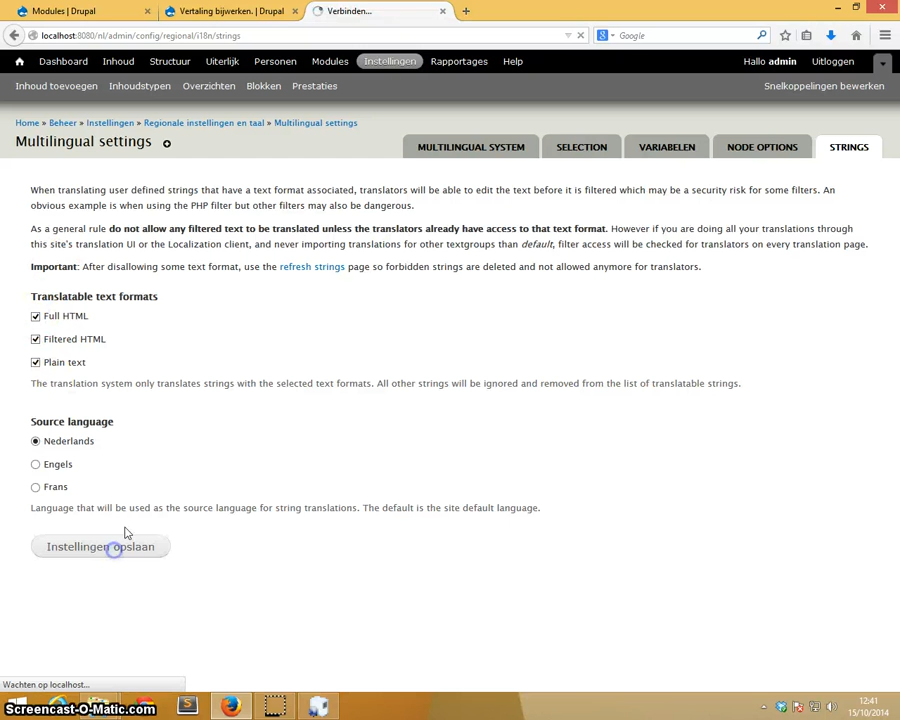 Modules | Drupal
Vertaling bijwerken. | Drupal
Verbinden...
localhost:8080/nl/admin/config/regional/i18n/strings
Google
Dashboard Inhoud Structuur Uiterlijk Personen Modules Instellingen Rapportages Help
Hallo admin Uitloggen
Inhoud toevoegen Inhoudstypen Overzichten Blokken Prestaties
Snelkoppelingen bewerken
Home » Beheer » Instellingen » Regionale instellingen en taal » Multilingual settings
Multilingual settings
MULTILINGUAL SYSTEM SELECTION VARIABELEN NODE OPTIONS STRINGS
When translating user defined strings that have a text format associated, translators will be able to edit the text before it is filtered which may be a security risk for some filters. An
obvious example is when using the PHP filter but other filters may also be dangerous.
As a general rule do not allow any filtered text to be translated unless the translators already have access to that text format. However if you are doing all your translations through
this site's translation UI or the Localization client, and never importing translations for other textgroups than default, filter access will be checked for translators on every translation page.
Important: After disallowing some text format, use the refresh strings page so forbidden strings are deleted and not allowed anymore for translators.
Translatable text formats
Full HTML
Filtered HTML
Plain text
The translation system only translates strings with the selected text formats. All other strings will be ignored and removed from the list of translatable strings.
Source language
Nederlands
Engels
Frans
Language that will be used as the source language for string translations. The default is the site default language.
Instellingen opslaan
Wachten op localhost...
Screencast-O-Matic.com
12:41
15/10/2014